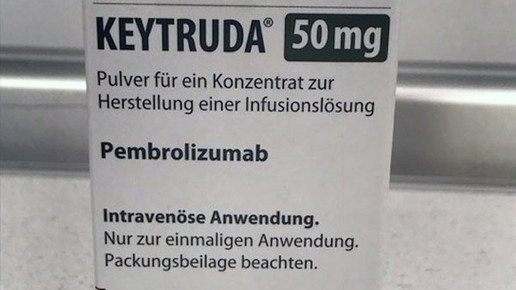 KEYTRUDA® 50 mg
Pulver für ein Konzentrat zur
Herstellung einer Infusionslösung
Pembrolizumab
Intravenöse Anwendung.
Nur zur einmaligen Anwendung.
Packungsbeilage beachten.